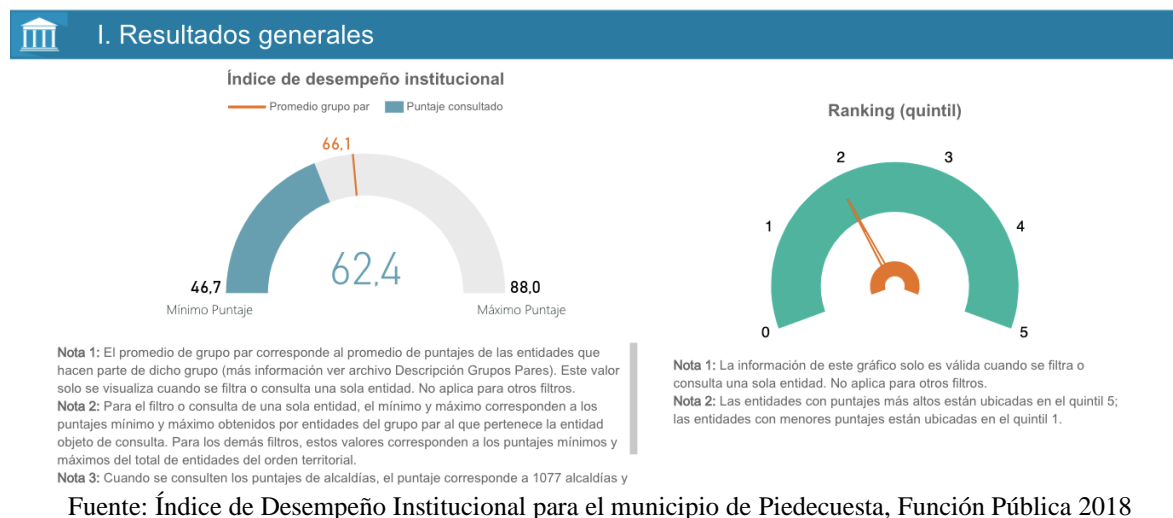 I. Resultados generales
Índice de desempeño institucional
Promedio grupo par
Puntaje consultado
66,1
62,4
46,7
88,0
Mínimo Puntaje
Máximo Puntaje
Nota 1: El promedio de grupo par corresponde al promedio de puntajes de las entidades que
hacen parte de dicho grupo (más información ver archivo Descripción Grupos Pares). Este valor
solo se visualiza cuando se filtra o consulta una sola entidad. No aplica para otros filtros.
Nota 2: Para el filtro o consulta de una sola entidad, el mínimo y máximo corresponden a los
puntajes mínimo y máximo obtenidos por entidades del grupo par al que pertenece la entidad
objeto de consulta. Para los demás filtros, estos valores corresponden a los puntajes mínimos y
máximos del total de entidades del orden territorial.
Nota 3: Cuando se consulten los puntajes de alcaldías, el puntaje corresponde a 1077 alcaldías y
Ranking (quintil)
2
3
1
4
0
5
Nota 1: La información de este gráfico solo es válida cuando se filtra o
consulta una sola entidad. No aplica para otros filtros.
Nota 2: Las entidades con puntajes más altos están ubicadas en el quintil 5;
las entidades con menores puntajes están ubicadas en el quintil 1.
Fuente: Índice de Desempeño Institucional para el municipio de Piedecuesta, Función Pública 2018